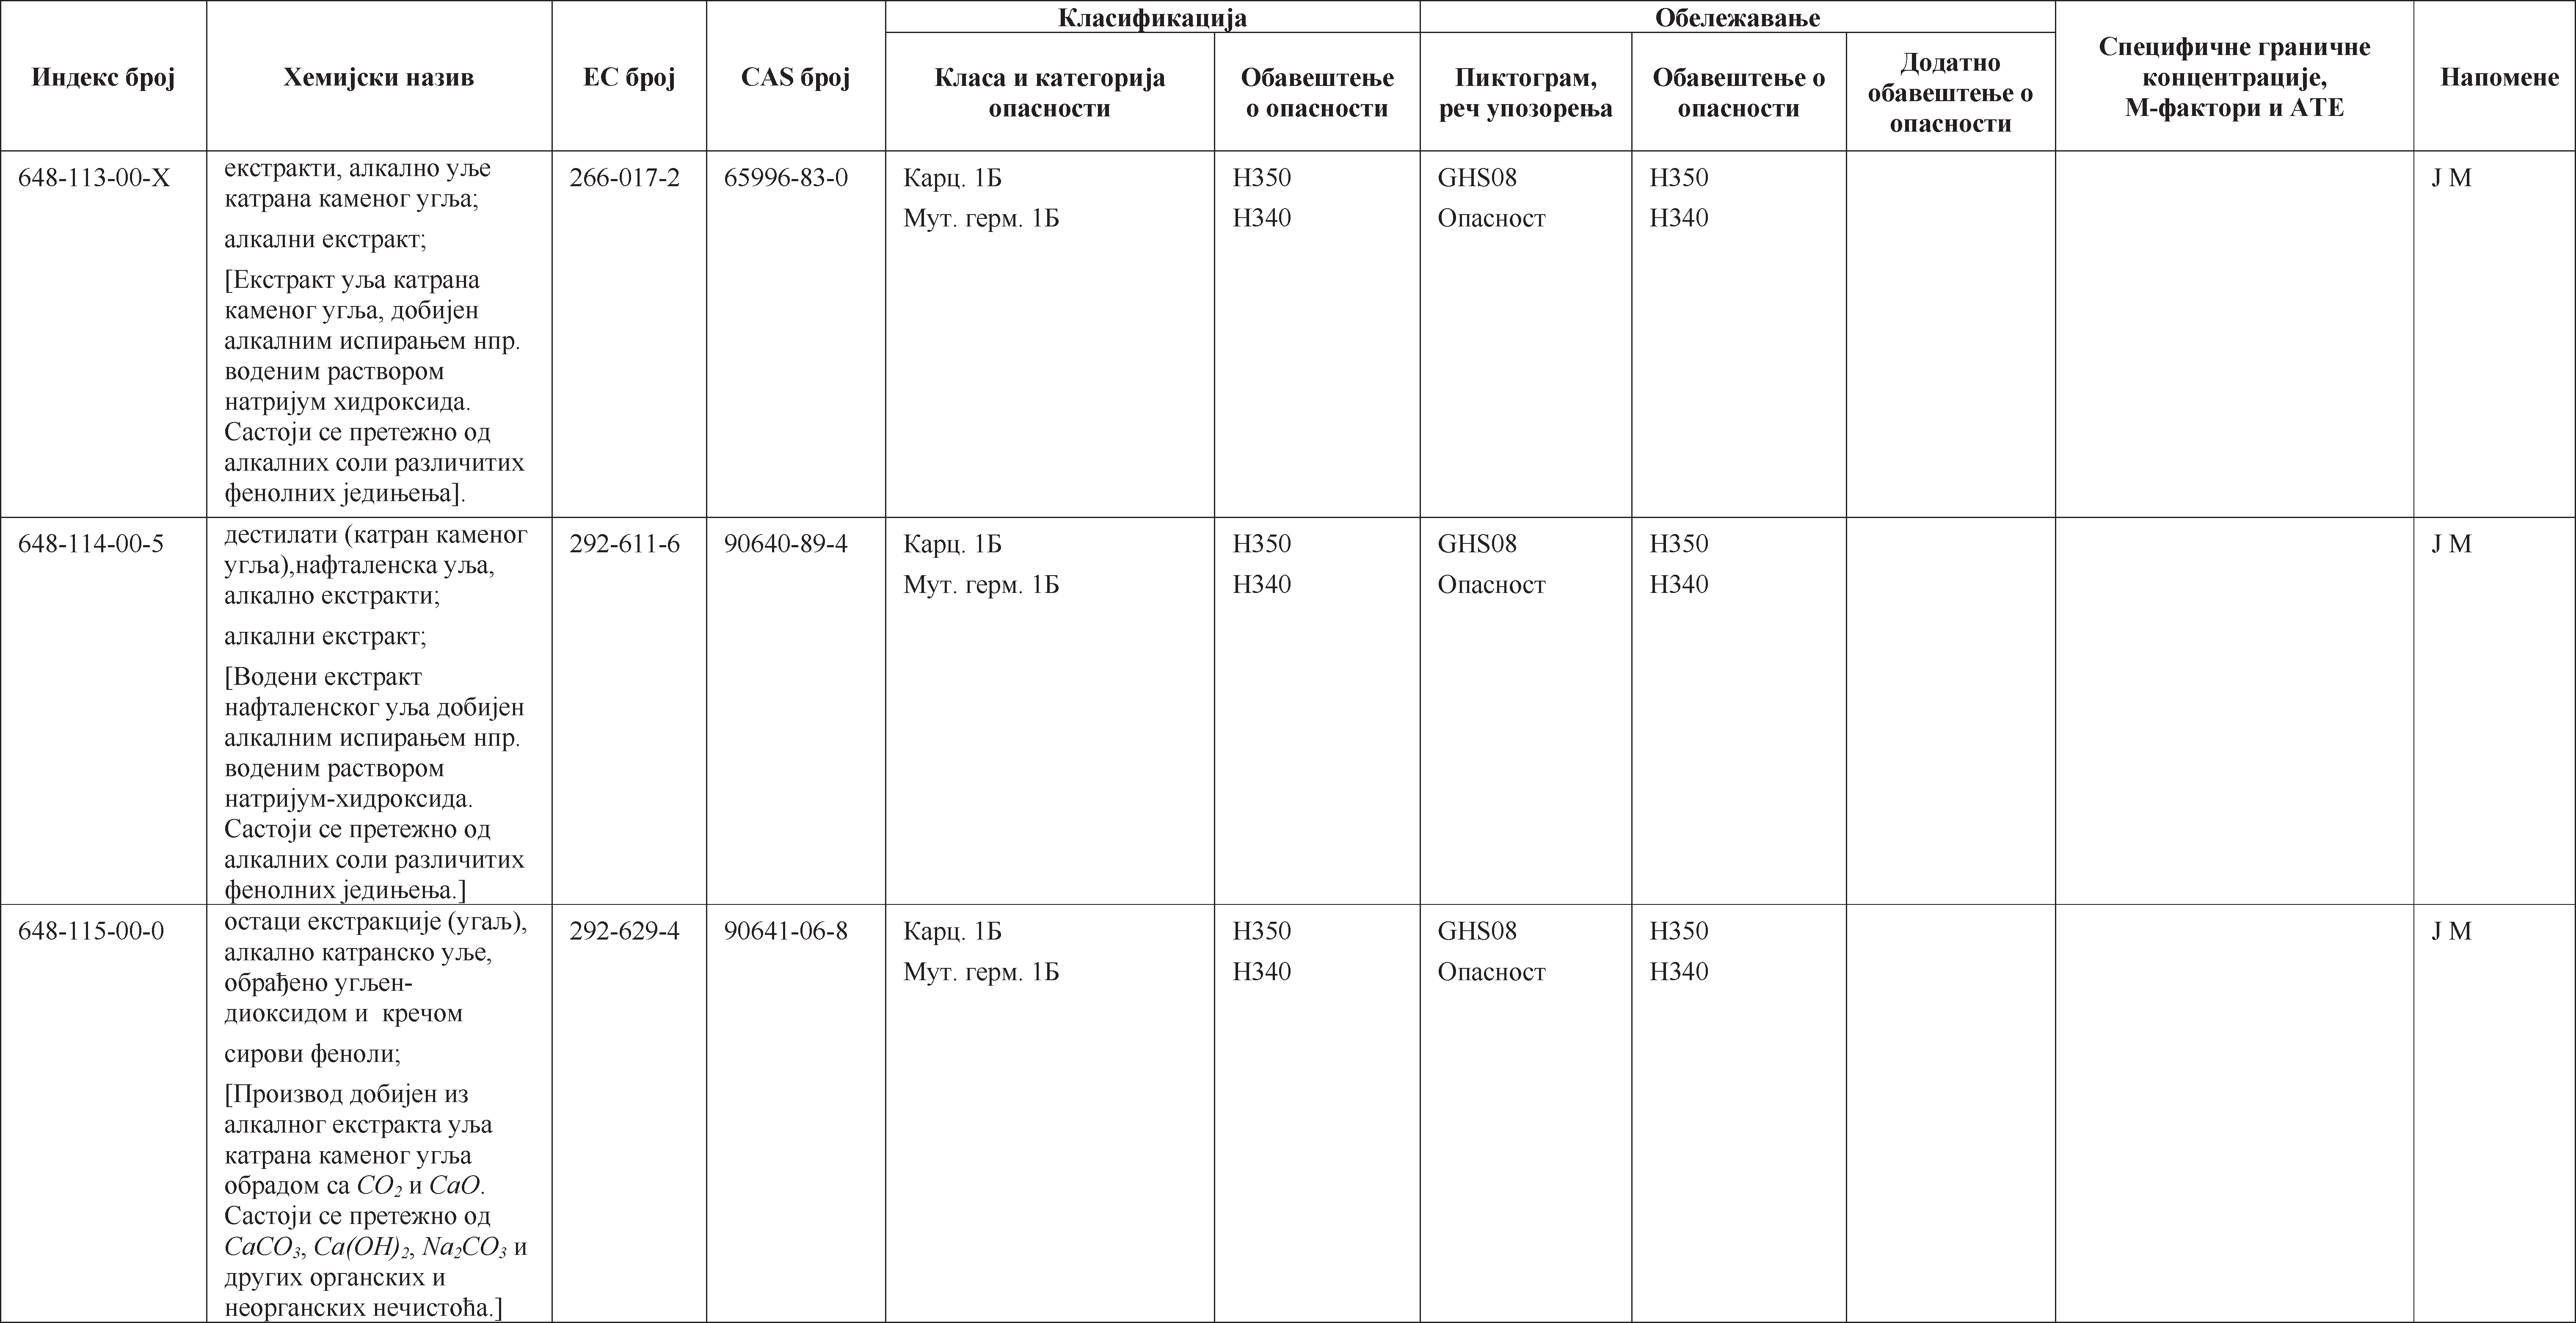 Индекс број
Хемијски назив
ЕС број
CAS број
Класификација
Обележавање
Специфичне граничне
концентрације,
М-фактори и АТЕ
Напомене
Класа и категорија
опасности
Обавештење
о опасности
Пиктограм,
реч упозорења
Обавештење о
опасности
Додатно
обавештење о
опасности
648-113-00-X
екстракти, алкално уље
катрана каменог угља;
алкални екстракт;
[Екстракт уља катрана
каменог угља, добијен
алкалним испирањем нпр.
воденим раствором
натријум хидроксида.
Састоји се претежно од
алкалних соли различитих
фенолних једињења].
266-017-2
65996-83-0
Карц. 1Б
Мут. герм. 1Б
H350
H340
GHS08
Опасност
H350
H340
J M
648-114-00-5
дестилати (катран каменог
угља),нафталенска уља,
алкално екстракти;
алкални екстракт;
[Водени екстракт
нафталенског уља добијен
алкалним испирањем нпр.
воденим раствором
натријум-хидроксида.
Састоји се претежно од
алкалних соли различитих
фенолних једињења.]
292-611-6
90640-89-4
Карц. 1Б
Мут. герм. 1Б
H350
H340
GHS08
Опасност
H350
H340
J M
648-115-00-0
остаци екстракције (угаљ),
алкално катранско уље,
обрађено угљен-
диоксидом и  кречом
сирови феноли;
[Производ добијен из
алкалног екстракта уља
катрана каменог угља
обрадом са CO₂ и CaO.
Састоји се претежно од
CaCO₃, Ca(OH)₂, Na₂CO₃ и
других органских и
неорганских нечистоћа.]
292-629-4
90641-06-8
Карц. 1Б
Мут. герм. 1Б
H350
H340
GHS08
Опасност
H350
H340
J M